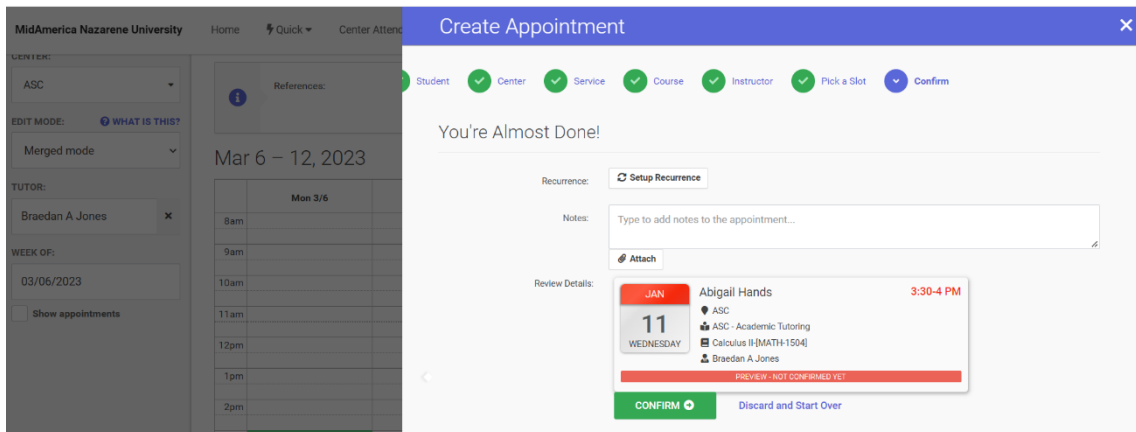 MidAmerica Nazarene University Home Quick Center Attend
Create Appointment
CENTER:
ASC
EDIT MODE: WHAT IS THIS?
Merged mode
TUTOR:
Braedan A Jones
WEEK OF:
03/06/2023
Show appointments
References:
Mar 6 – 12, 2023
Mon 3/6
8am
9am
10am
11am
12pm
1pm
2pm
Student Center Service Course Instructor Pick a Slot Confirm
You're Almost Done!
Recurrence: Setup Recurrence
Notes: Type to add notes to the appointment...
Attach
Review Details:
JAN
11
WEDNESDAY
Abigail Hands 3:30-4 PM
ASC
ASC - Academic Tutoring
Calculus II-[MATH-1504]
Braedan A Jones
PREVIEW - NOT CONFIRMED YET
CONFIRM Discard and Start Over